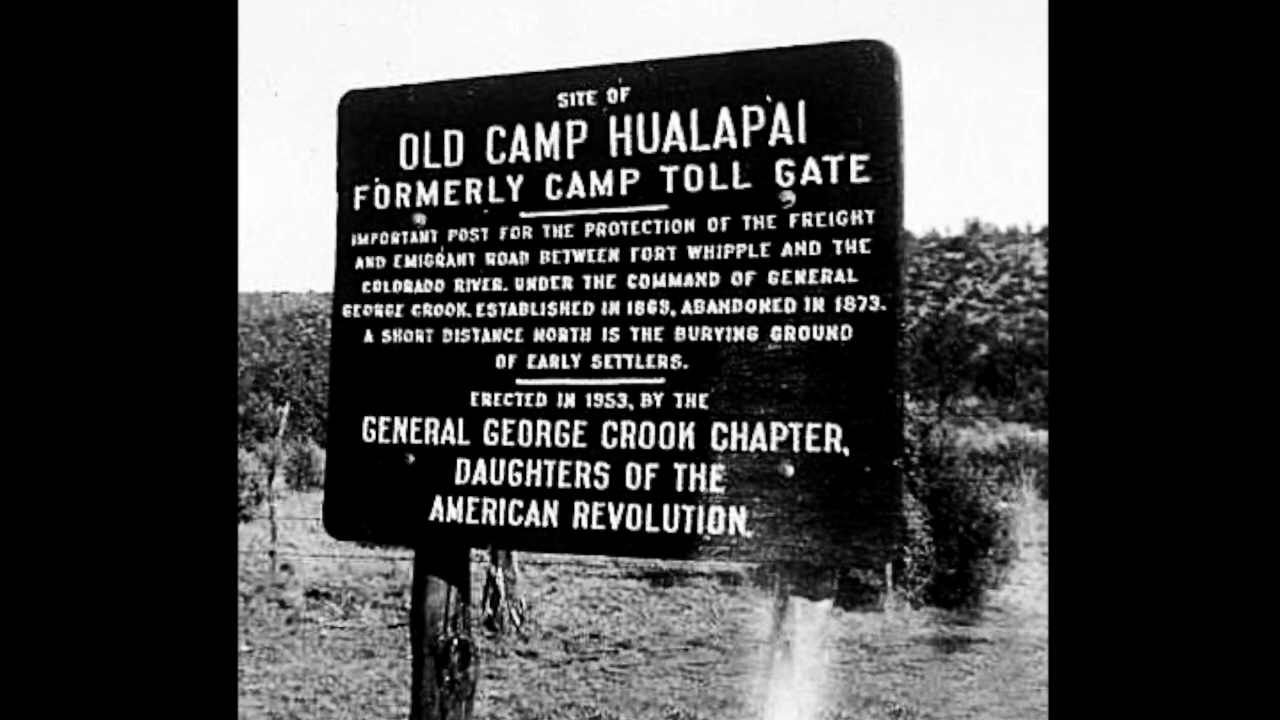 SITE OF
OLD CAMP HUALAPAI
FORMERLY CAMP TOLL GATE
IMPORTANT POST FOR THE PROTECTION OF THE FREIGHT
AND EMIGRANT ROAD BETWEEN FORT WHIPPLE AND THE
COLORADO RIVER. UNDER THE COMMAND OF GENERAL
GEORGE CROOK. ESTABLISHED IN 1869, ABANDONED IN 1873.
A SHORT DISTANCE NORTH IS THE BURYING GROUND
OF EARLY SETTLERS.
ERECTED IN 1953, BY THE
GENERAL GEORGE CROOK CHAPTER,
DAUGHTERS OF THE
AMERICAN REVOLUTION.